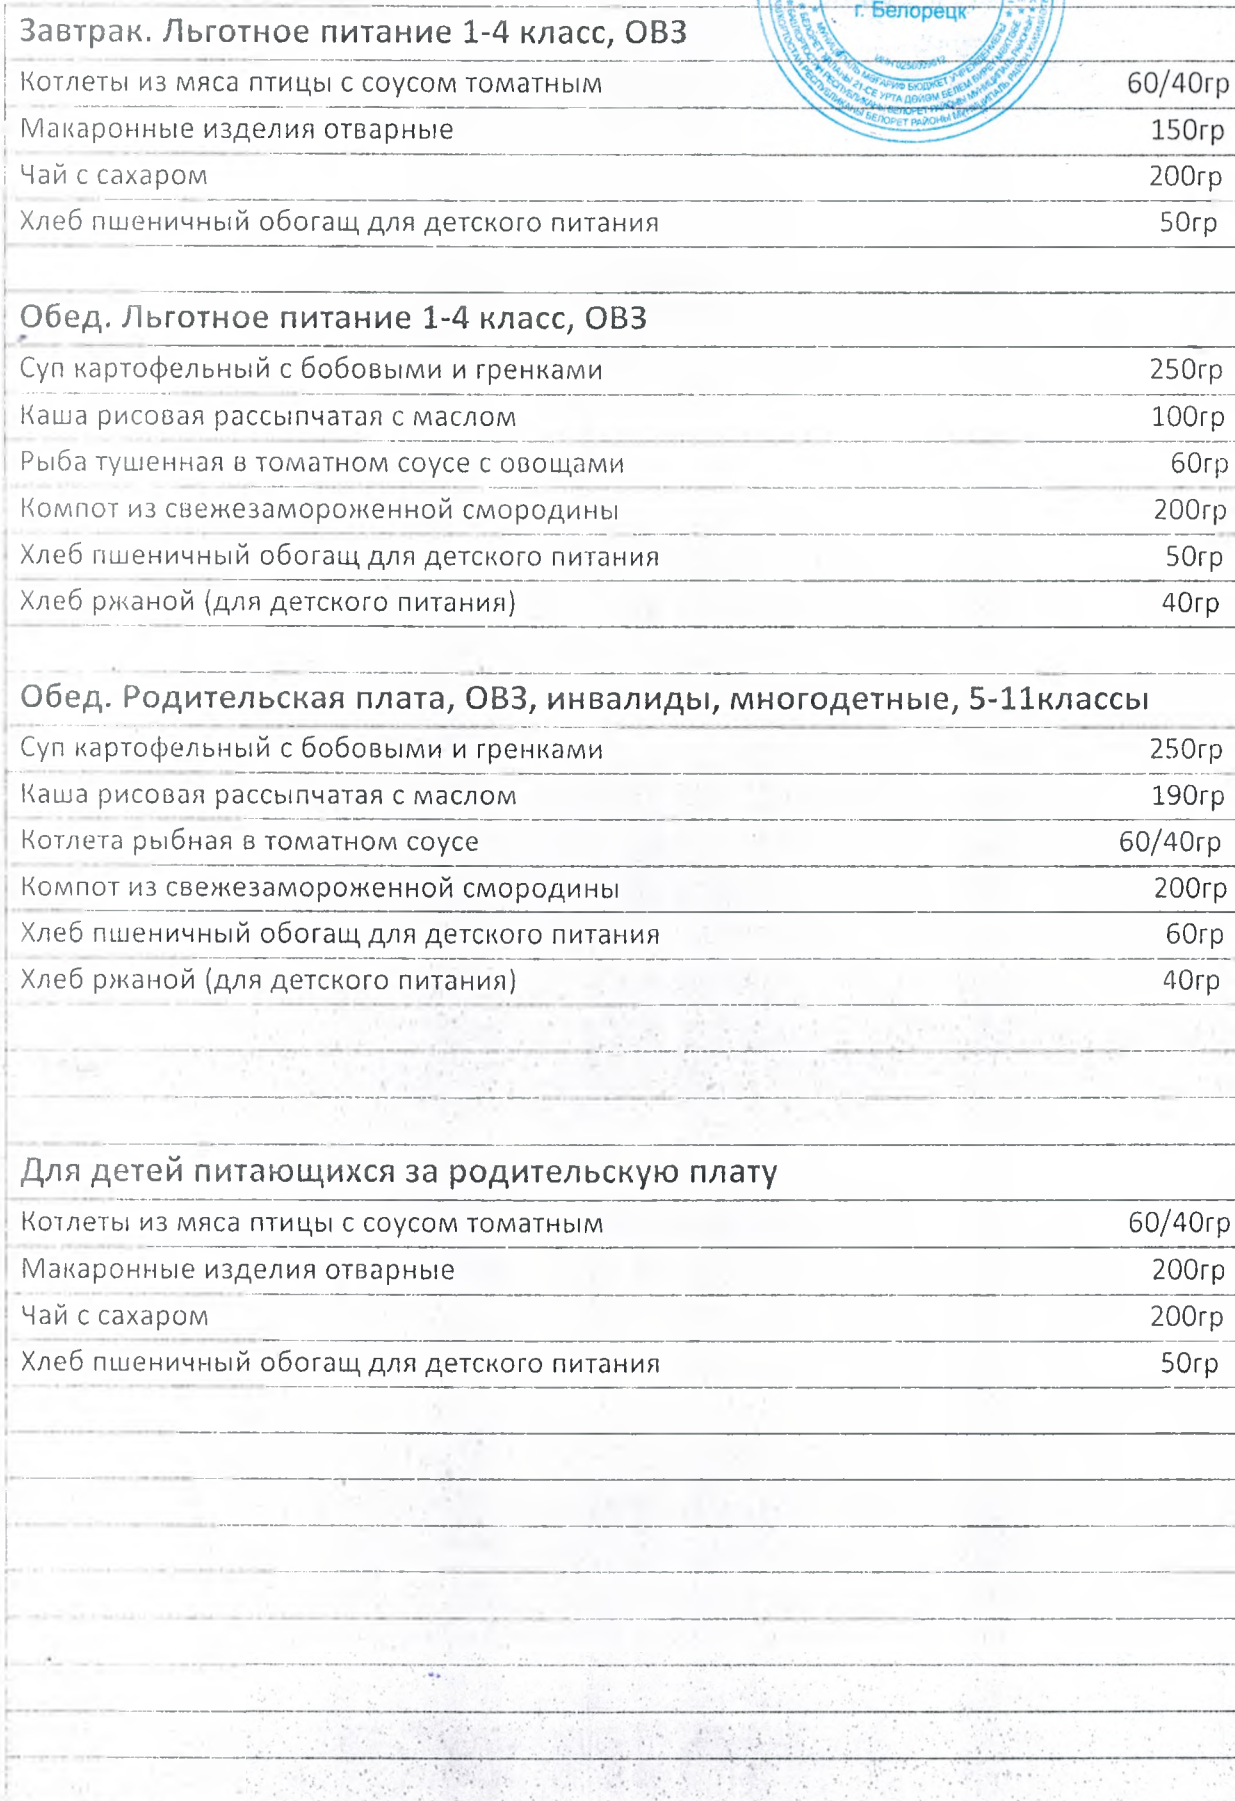 г. Белорецк
Завтрак. Льготное питание 1-4 класс, ОВЗ
Котлеты из мяса птицы с соусом томатным 60/40гр
Макаронные изделия отварные 150гр
Чай с сахаром 200гр
Хлеб пшеничный обогащ для детского питания 50гр
Обед. Льготное питание 1-4 класс, ОВЗ
Суп картофельный с бобовыми и гренками 250гр
Каша рисовая рассыпчатая с маслом 100гр
Рыба тушенная в томатном соусе с овощами 60гр
Компот из свежезамороженной смородины 200гр
Хлеб пшеничный обогащ для детского питания 50гр
Хлеб ржаной (для детского питания) 40гр
Обед. Родительская плата, ОВЗ, инвалиды, многодетные, 5-11классы
Суп картофельный с бобовыми и гренками 250гр
Каша рисовая рассыпчатая с маслом 190гр
Котлета рыбная в томатном соусе 60/40гр
Компот из свежезамороженной смородины 200гр
Хлеб пшеничный обогащ для детского питания 60гр
Хлеб ржаной (для детского питания) 40гр
Для детей питающихся за родительскую плату
Котлеты из мяса птицы с соусом томатным 60/40гр
Макаронные изделия отварные 200гр
Чай с сахаром 200гр
Хлеб пшеничный обогащ для детского питания 50гр